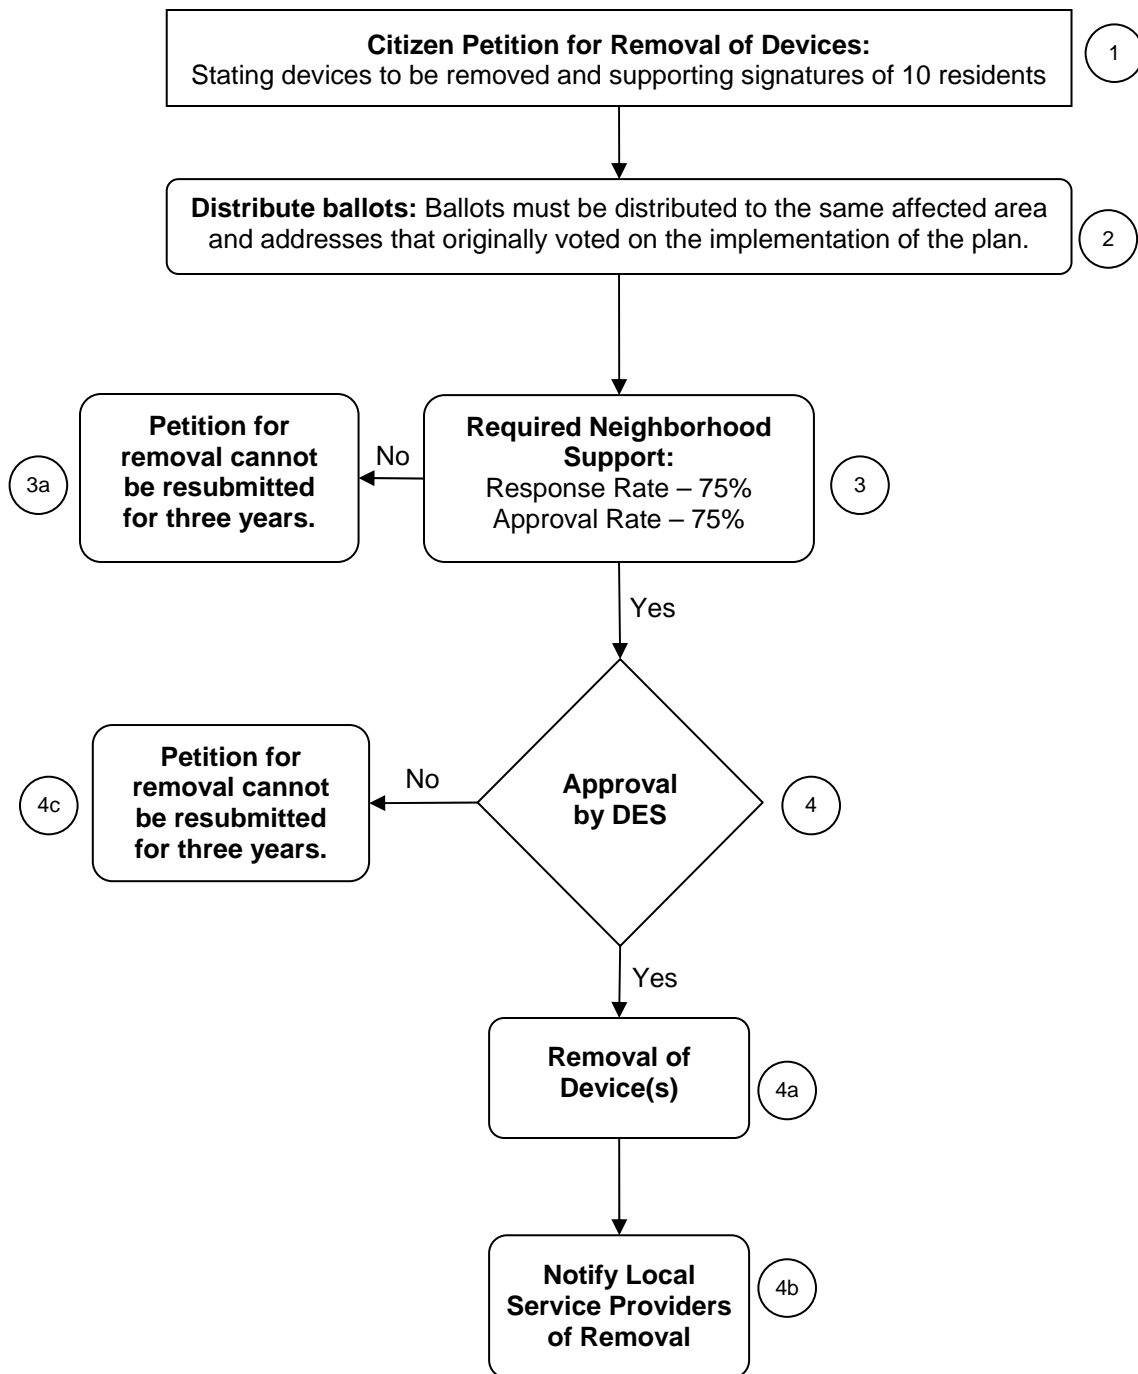 Citizen Petition for Removal of Devices:
Stating devices to be removed and supporting signatures of 10 residents
1
Distribute ballots: Ballots must be distributed to the same affected area
and addresses that originally voted on the implementation of the plan.
2
Petition for
removal cannot
be resubmitted
for three years.
3a
No
Required Neighborhood
Support:
Response Rate – 75%
Approval Rate – 75%
3
Yes
Petition for
removal cannot
be resubmitted
for three years.
4c
No
Approval
by DES
4
Yes
Removal of
Device(s)
4a
Notify Local
Service Providers
of Removal
4b